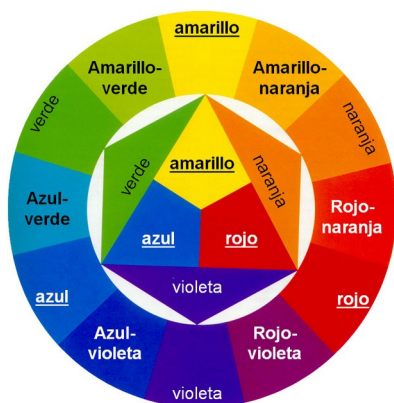 amarillo
Amarillo-
verde
Amarillo-
naranja
verde
naranja
amarillo
verde
naranja
Azul-
verde
Rojo-
naranja
azul
rojo
azul
rojo
violeta
Azul-
violeta
Rojo-
violeta
violeta